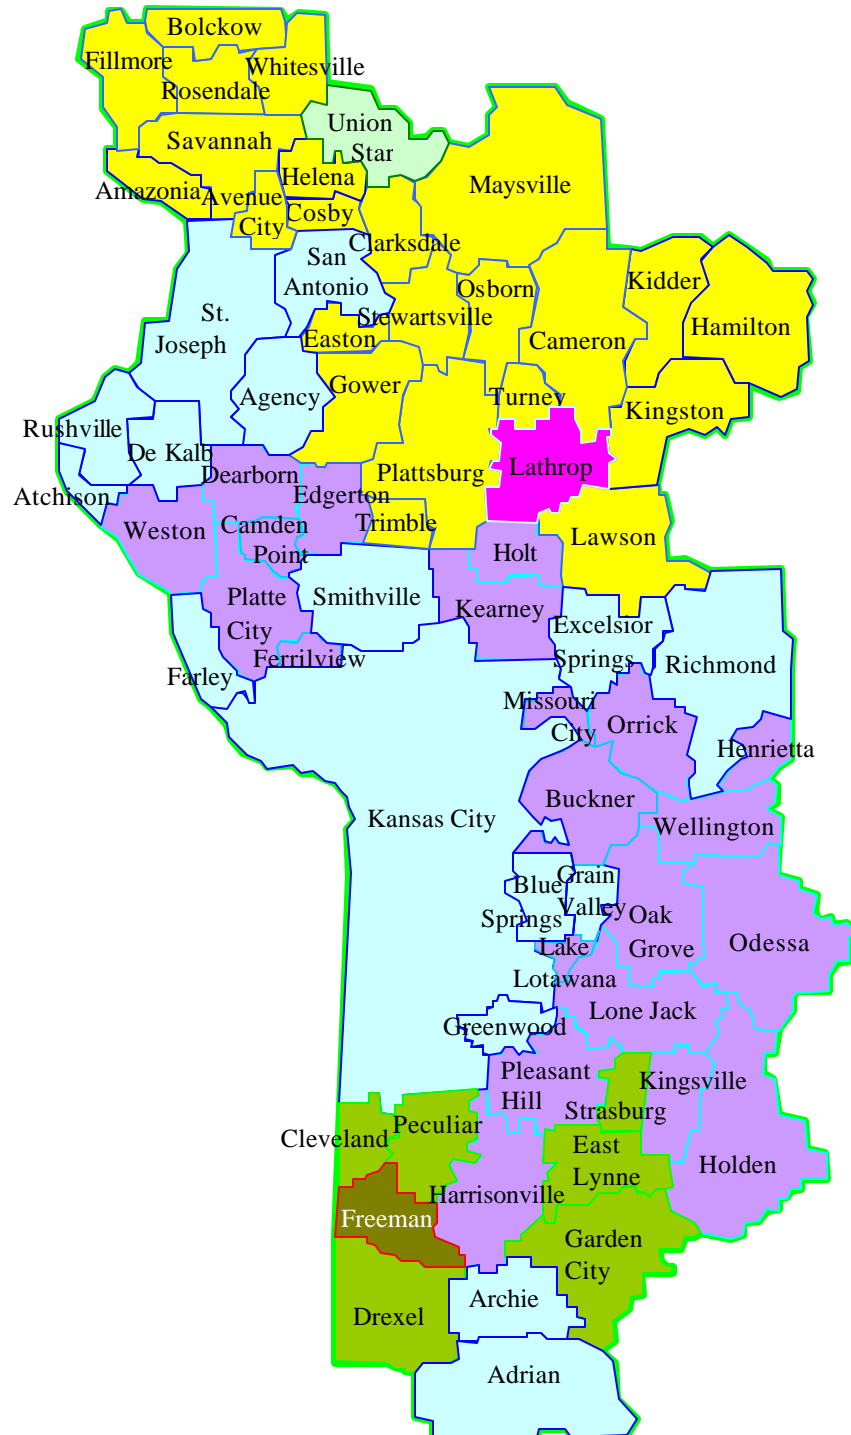 Bolckow
Fillmore
Whitesville
Rosendale
Union
Star
Savannah
Helena
Maysville
Amazonia
Avenue
City
Cosby
Clarksdale
San
Antonio
Kidder
Osborn
St.
Joseph
Stewartsville
Hamilton
Easton
Cameron
Gower
Agency
Turney
Kingston
Rushville
De Kalb
Lathrop
Dearborn
Plattsburg
Atchison
Edgerton
Weston
Camden
Point
Trimble
Lawson
Holt
Platte
City
Smithville
Kearney
Excelsior
Springs
Ferrilview
Farley
Richmond
Missouri
City
Orrick
Henrietta
Buckner
Kansas City
Wellington
Blue
Springs
Grain
Valley
Oak
Grove
Odessa
Lake
Lotawana
Lone Jack
Greenwood
Pleasant
Hill
Kingsville
Strasburg
Peculiar
Cleveland
East
Lynne
Holden
Harrisonville
Freeman
Garden
City
Archie
Drexel
Adrian